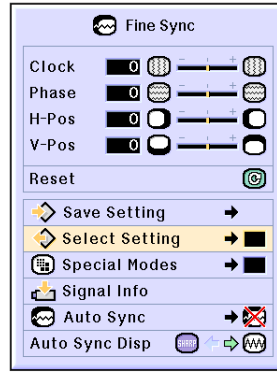 Fine Sync
Clock 0 - +
Phase 0 - +
H-Pos 0 - +
V-Pos 0 - +
Reset
Save Setting
Select Setting
Special Modes
Signal Info
Auto Sync
Auto Sync Disp SHARP